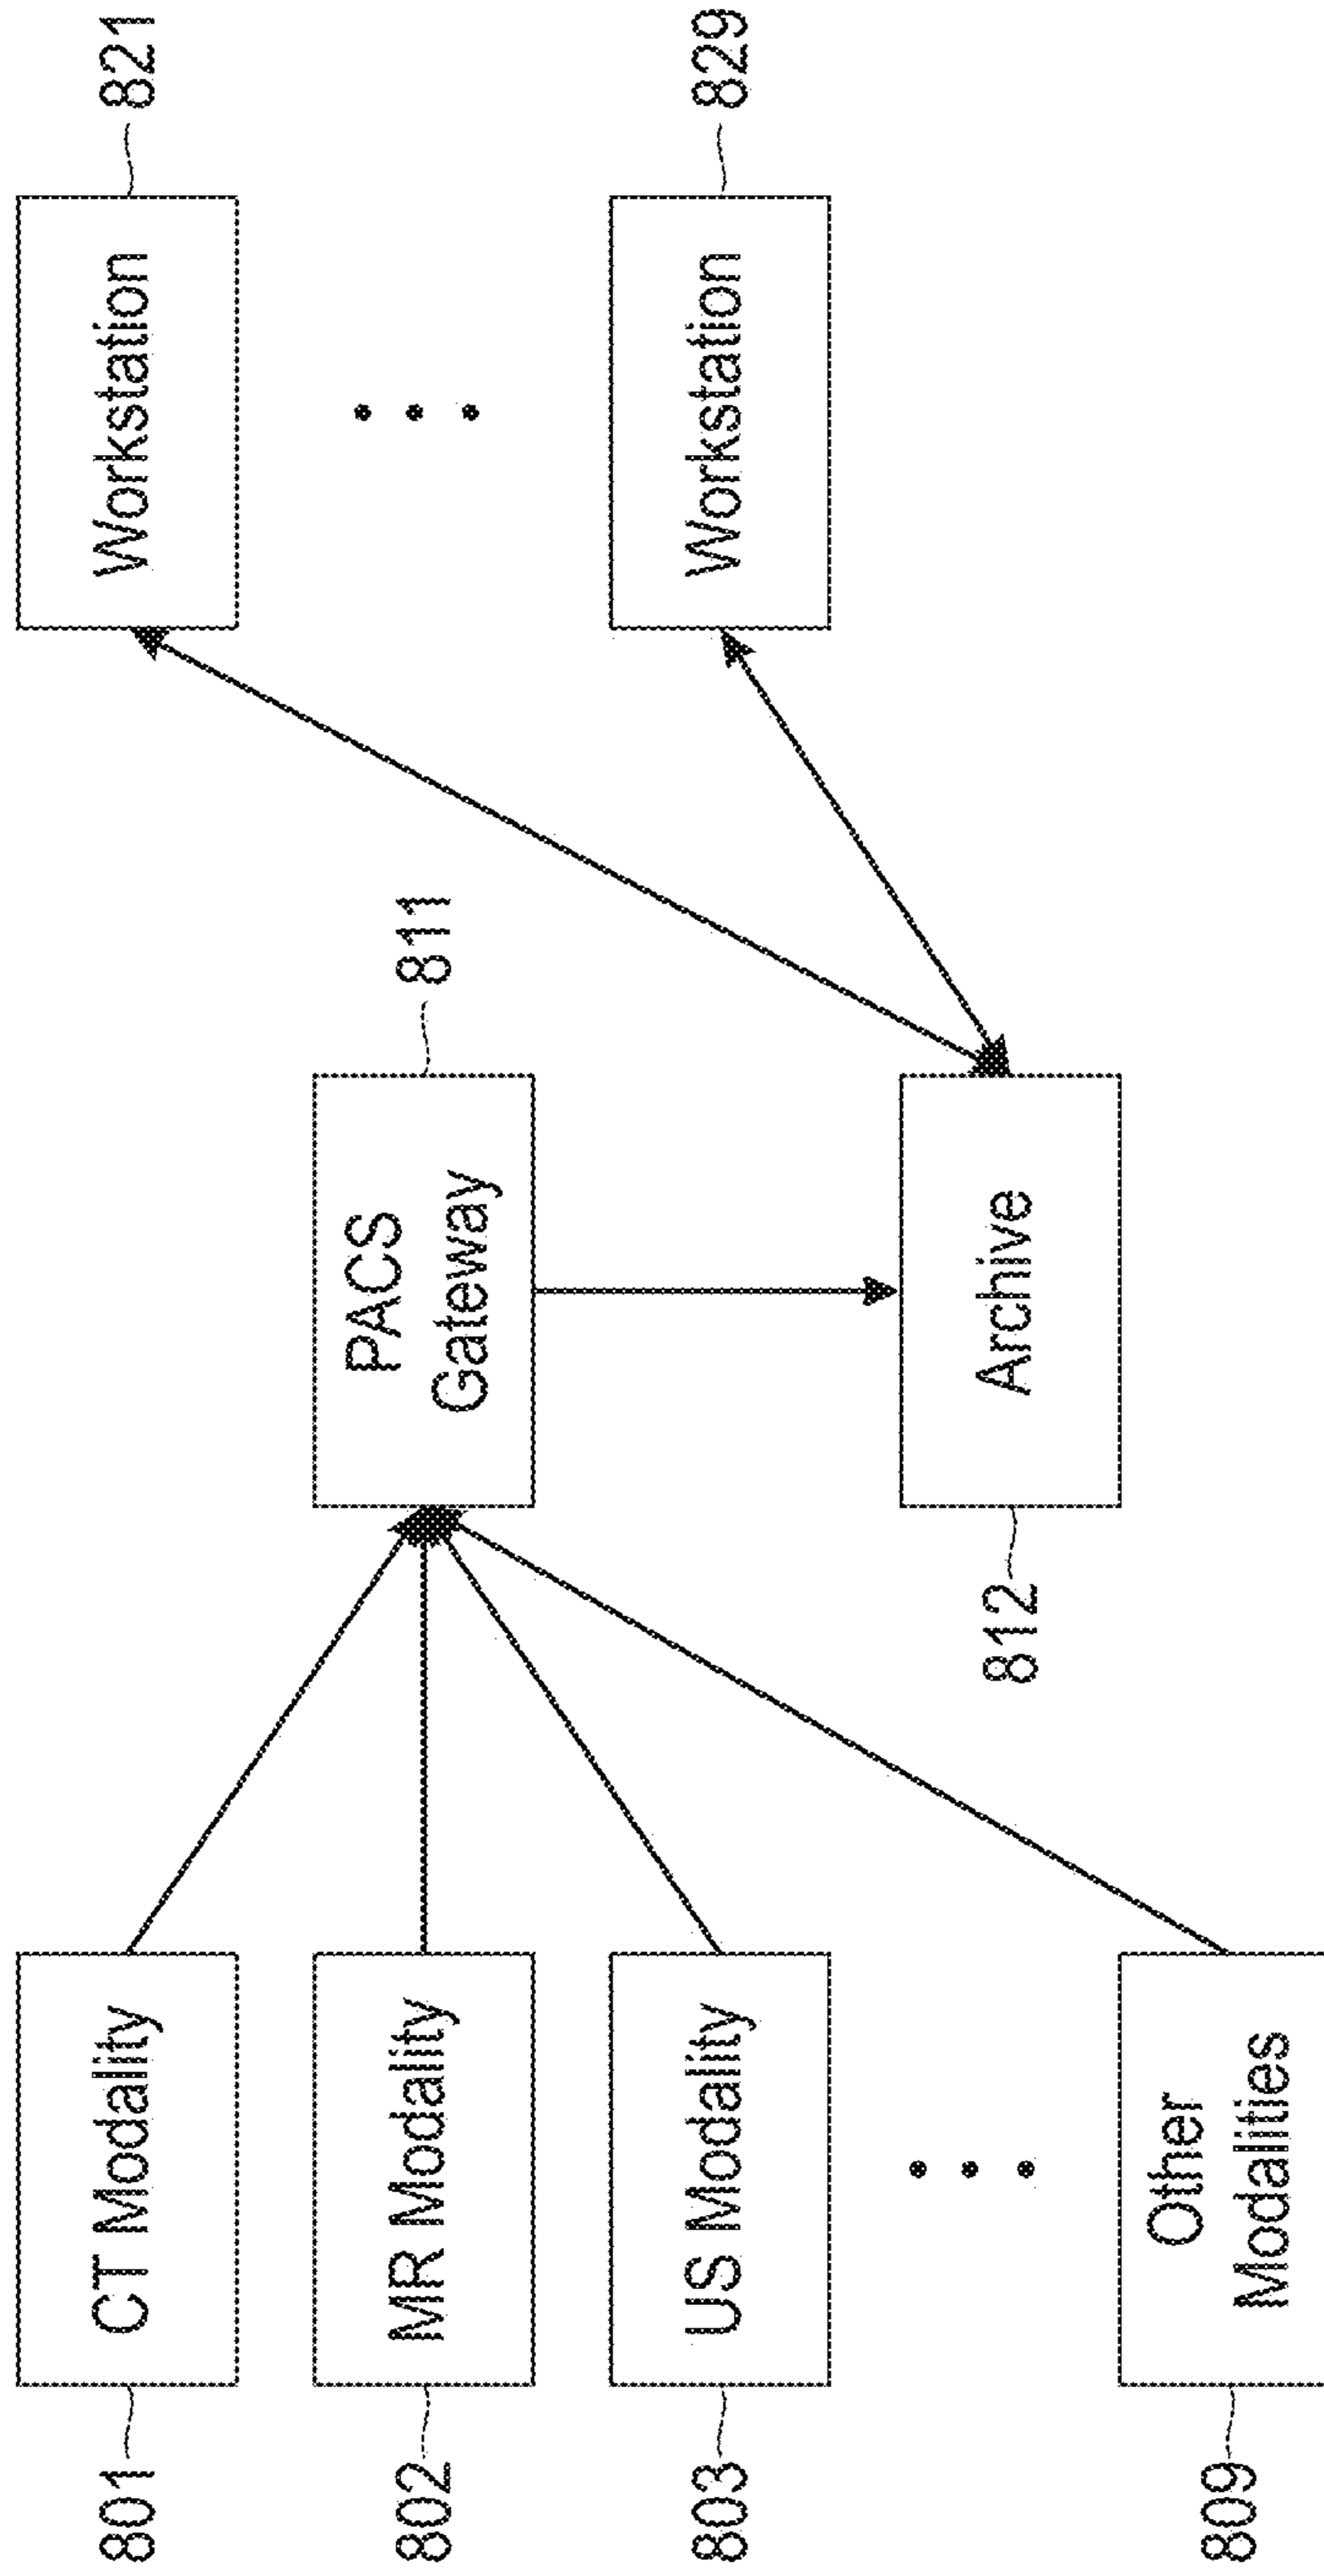 801
CT Modality
802
MR Modality
803
US Modality
809
Other
Modalities
PACS
Gateway
811
812
Archive
Workstation
821
Workstation
829